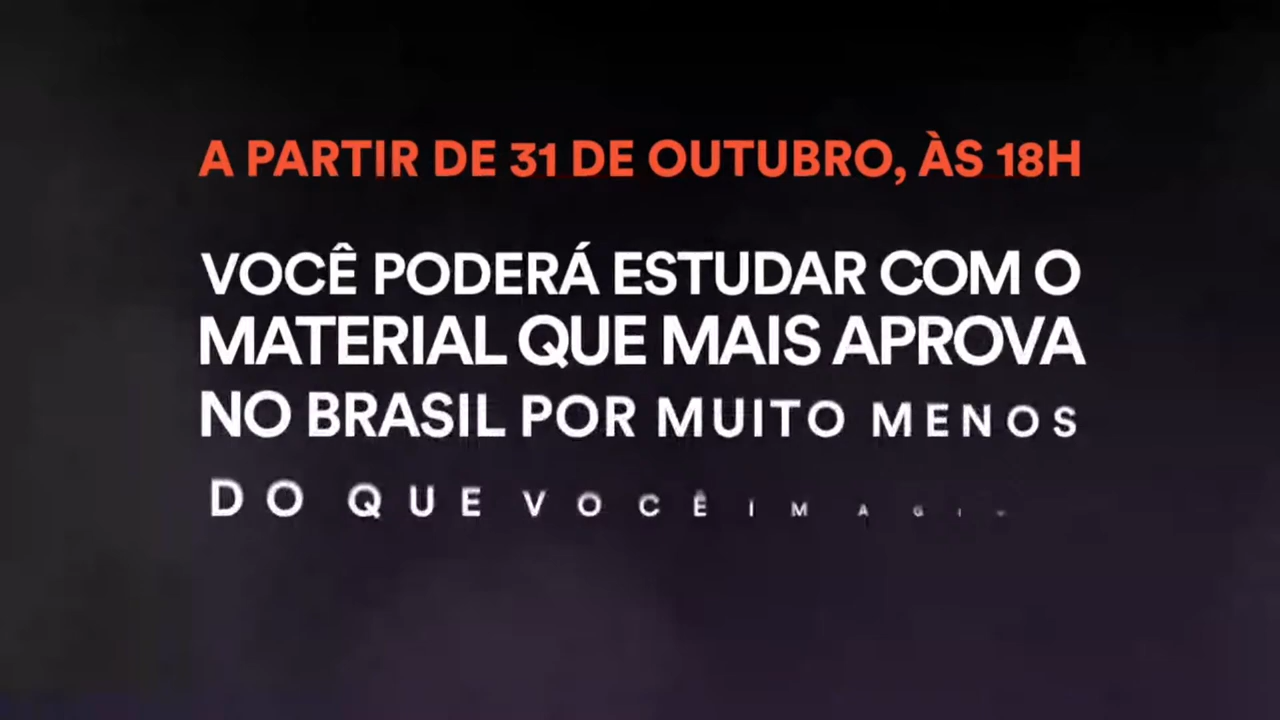 A PARTIR DE 31 DE OUTUBRO, ÀS 18H
VOCÊ PODERÁ ESTUDAR COM O
MATERIAL QUE MAIS APROVA
NO BRASIL POR MUITO MENOS
DO QUE VOCÊ